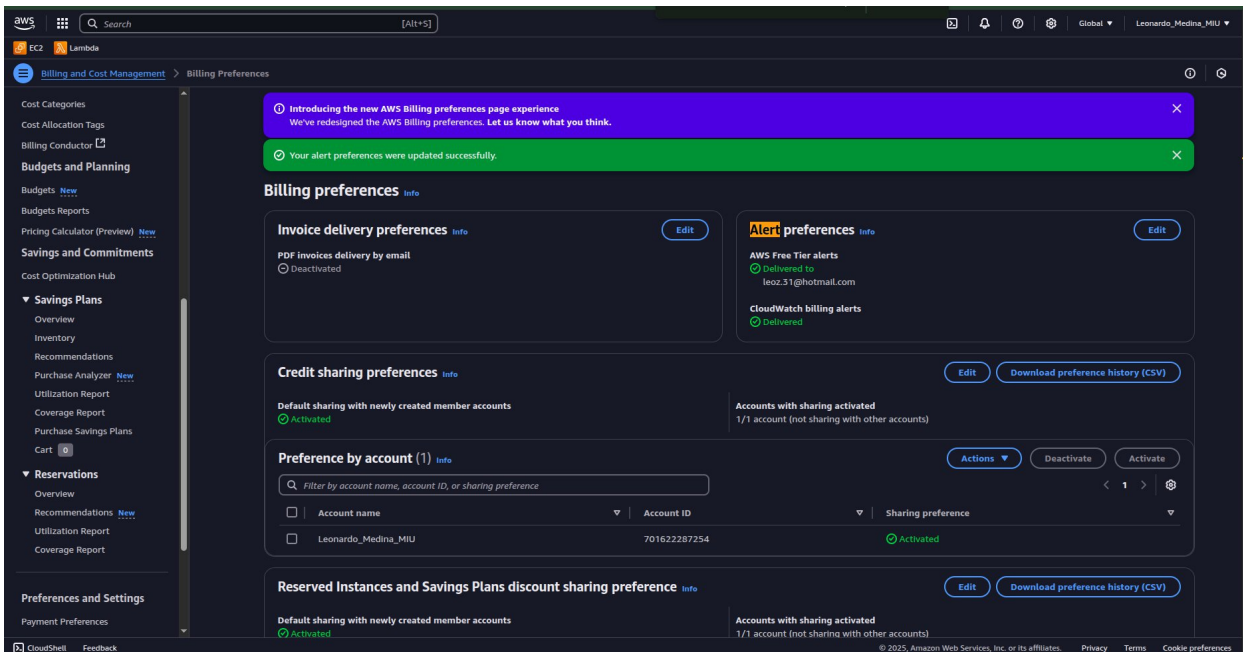 aws
Search
[Alt+S]
Global
Leonardo_Medina_MIU
EC2
Lambda
Billing and Cost Management > Billing Preferences
Cost Categories
Cost Allocation Tags
Billing Conductor
Budgets and Planning
Budgets New
Budgets Reports
Pricing Calculator (Preview) New
Savings and Commitments
Cost Optimization Hub
Savings Plans
Overview
Inventory
Recommendations
Purchase Analyzer New
Utilization Report
Coverage Report
Purchase Savings Plans
Cart 0
Reservations
Overview
Recommendations New
Utilization Report
Coverage Report
Preferences and Settings
Payment Preferences
Introducing the new AWS Billing preferences page experience
We've redesigned the AWS Billing preferences. Let us know what you think.
Your alert preferences were updated successfully.
Billing preferences Info
Invoice delivery preferences Info
Edit
PDF invoices delivery by email
Deactivated
Alert preferences Info
Edit
AWS Free Tier alerts
Delivered to
leoz.31@hotmail.com
CloudWatch billing alerts
Delivered
Credit sharing preferences Info
Edit
Download preference history (CSV)
Default sharing with newly created member accounts
Activated
Accounts with sharing activated
1/1 account (not sharing with other accounts)
Preference by account (1) Info
Actions
Deactivate
Activate
Filter by account name, account ID, or sharing preference
< 1 >
Account name
Account ID
Sharing preference
Leonardo_Medina_MIU
701622287254
Activated
Reserved Instances and Savings Plans discount sharing preference Info
Edit
Download preference history (CSV)
Default sharing with newly created member accounts
Activated
Accounts with sharing activated
1/1 account (not sharing with other accounts)
CloudShell
Feedback
© 2025, Amazon Web Services, Inc. or its affiliates.
Privacy
Terms
Cookie preferences